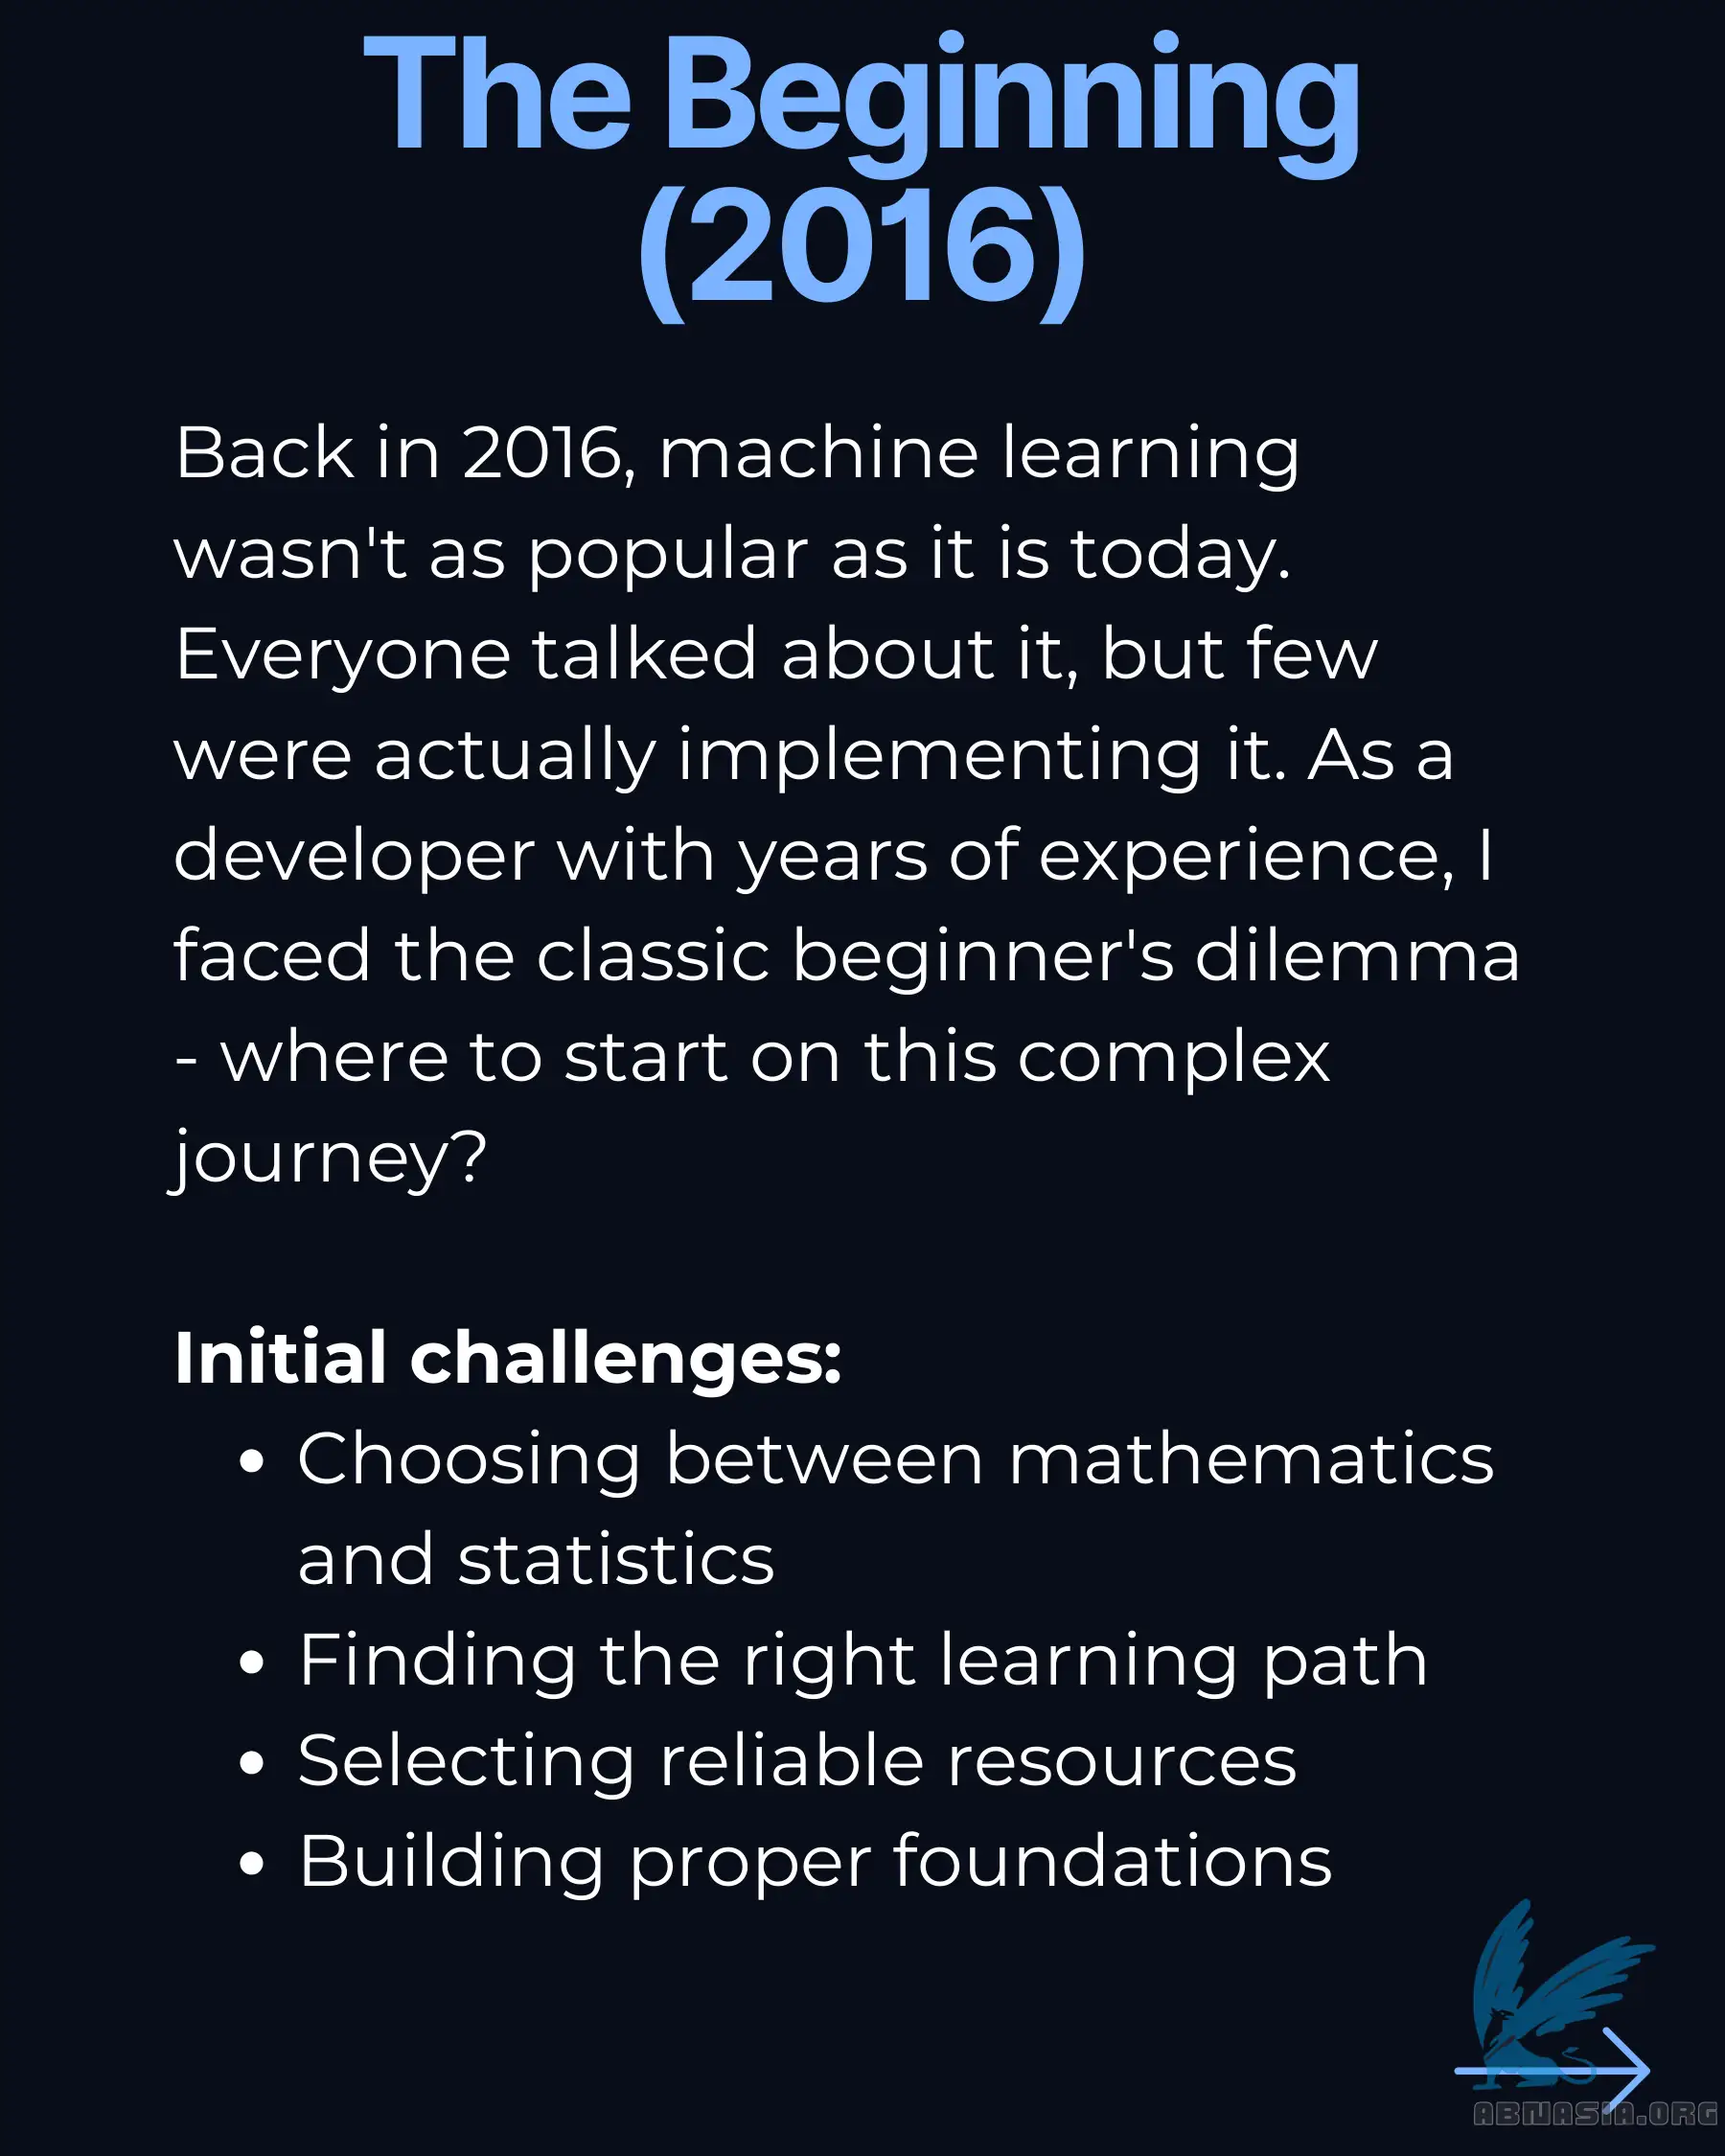 The Beginning
(2016)
Back in 2016, machine learning
wasn't as popular as it is today.
Everyone talked about it, but few
were actually implementing it. As a
developer with years of experience, I
faced the classic beginner's dilemma
- where to start on this complex
journey?
Initial challenges:
• Choosing between mathematics
and statistics
• Finding the right learning path
• Selecting reliable resources
• Building proper foundations
ABNASIA.ORG